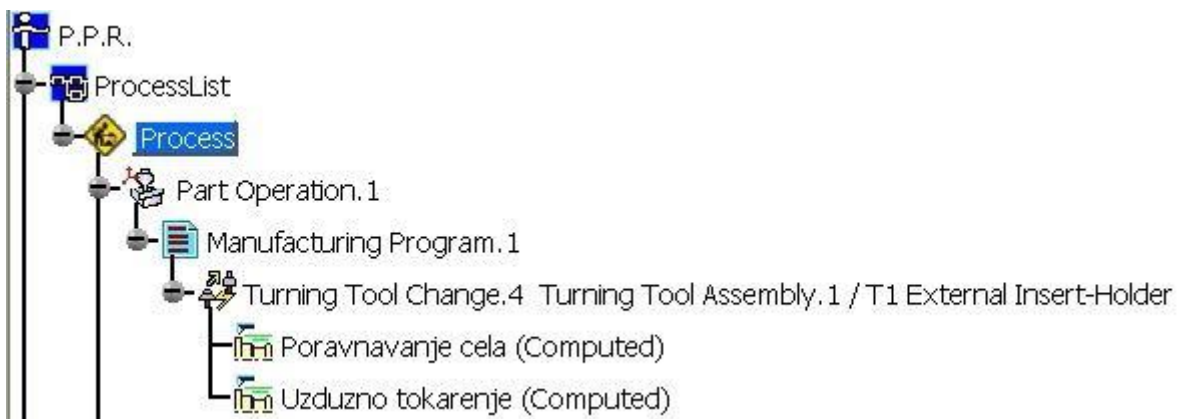 P.P.R.
ProcessList
Process
Part Operation.1
Manufacturing Program.1
Turning Tool Change.4 Turning Tool Assembly.1 / T1 External Insert-Holder
Poravnavanje cela (Computed)
Uzduzno tokarenje (Computed)